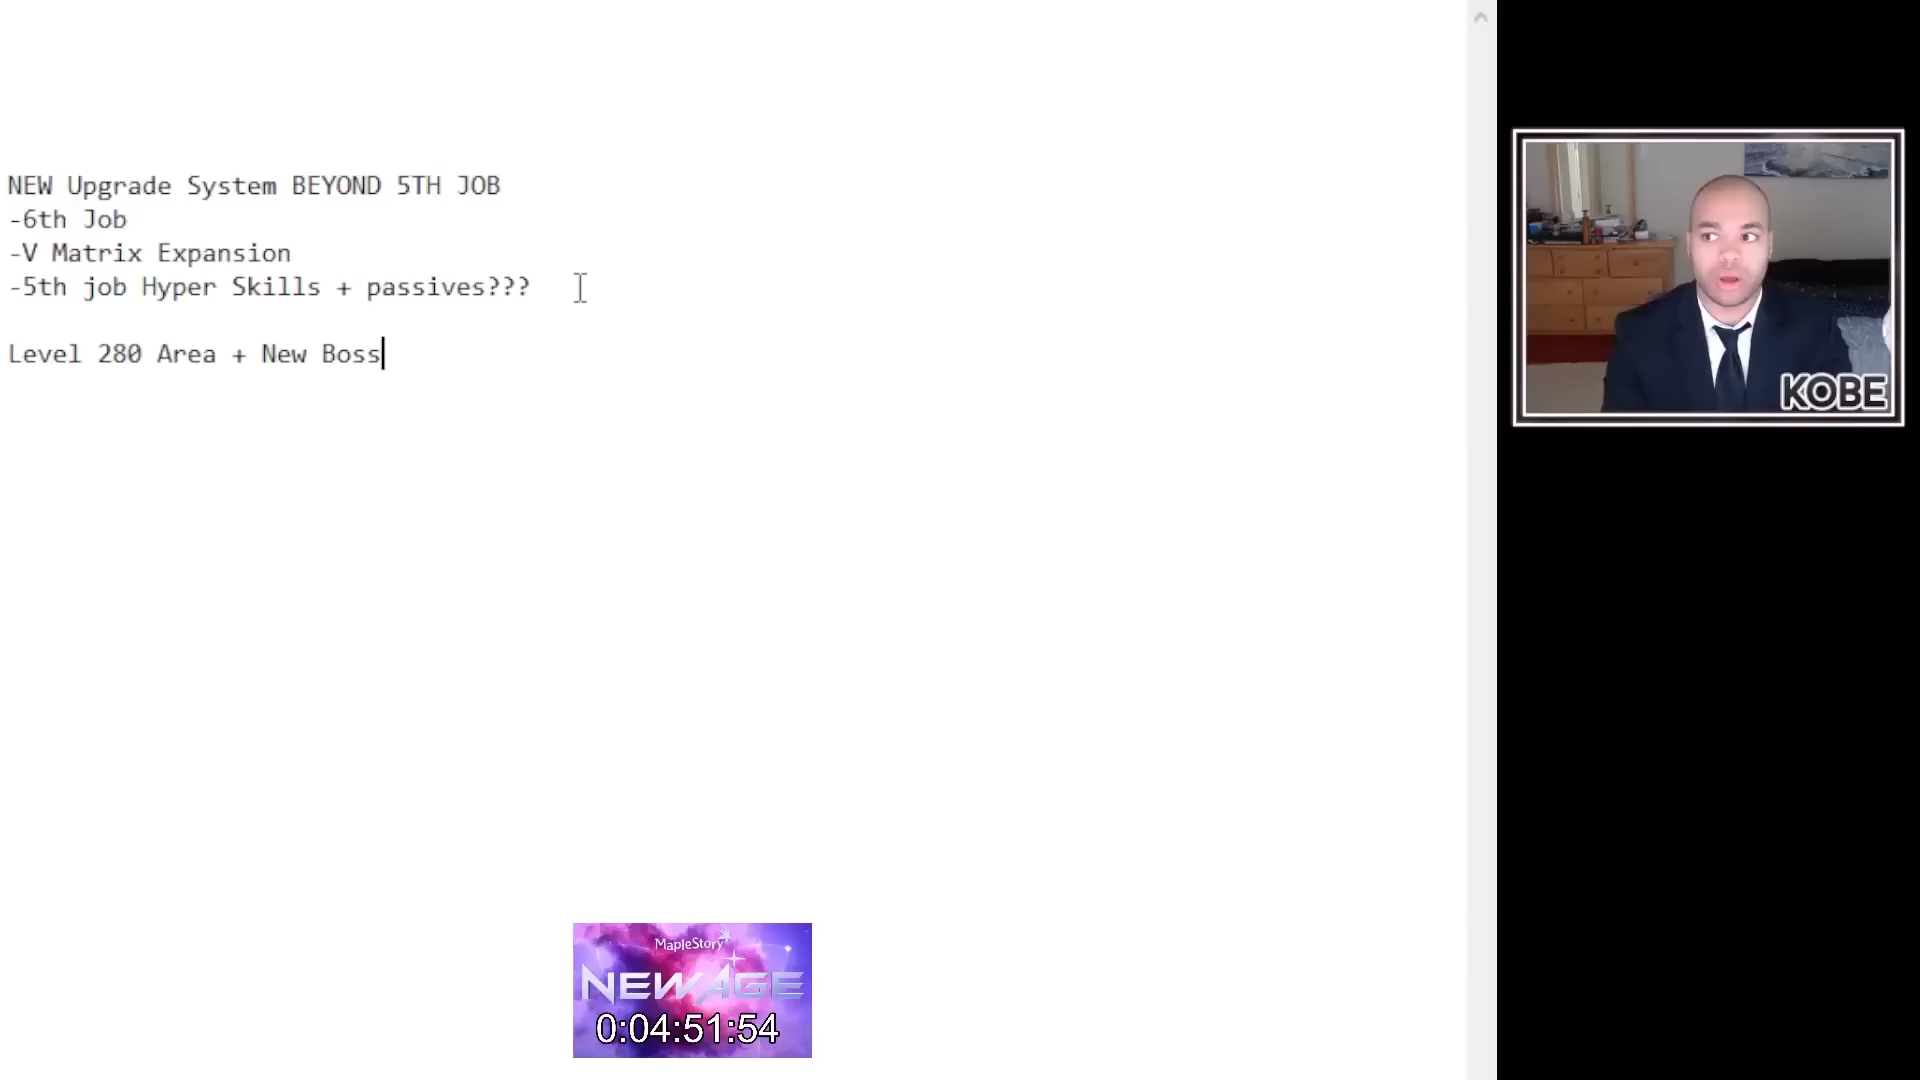 NEW Upgrade System BEYOND 5TH JOB
-6th Job
-V Matrix Expansion
-5th job Hyper Skills + passives???
Level 280 Area + New Boss
KOBE
MapleStory
NEW AGE
0:04:51:54